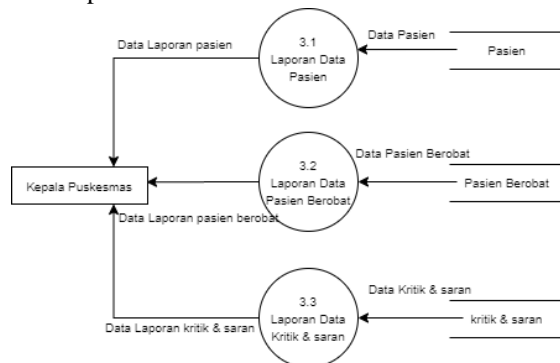 3.1
Laporan Data
Pasien
Data Laporan pasien
Data Pasien
Pasien
3.2
Laporan Data
Pasien Berobat
Data Pasien Berobat
Pasien Berobat
Kepala Puskesmas
Data Laporan pasien berobat
3.3
Laporan Data
Kritik & saran
Data Kritik & saran
kritik & saran
Data Laporan kritik & saran